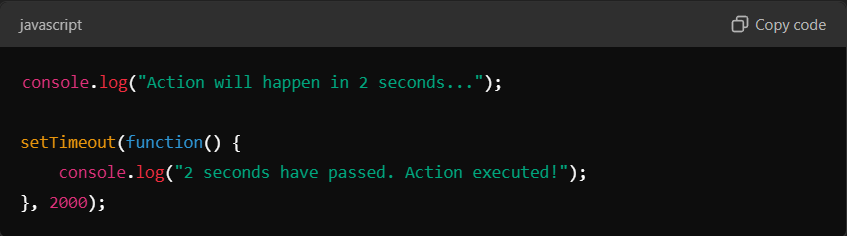 javascript
Copy code
console.log("Action will happen in 2 seconds...");
setTimeout(function() {
    console.log("2 seconds have passed. Action executed!");
}, 2000);